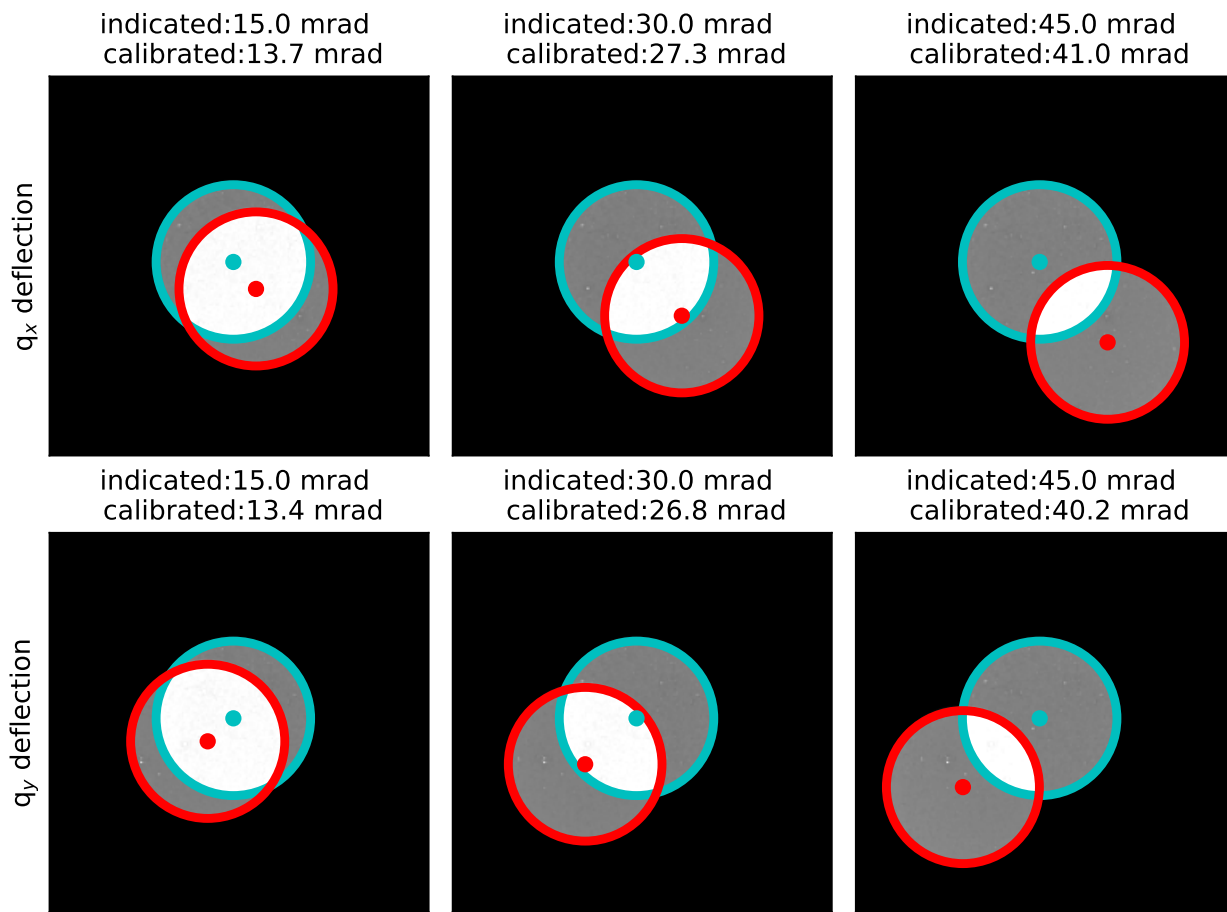 indicated:15.0 mrad
calibrated:13.7 mrad
indicated:30.0 mrad
calibrated:27.3 mrad
indicated:45.0 mrad
calibrated:41.0 mrad
qₓ deflection
indicated:15.0 mrad
calibrated:13.4 mrad
indicated:30.0 mrad
calibrated:26.8 mrad
indicated:45.0 mrad
calibrated:40.2 mrad
q_y deflection